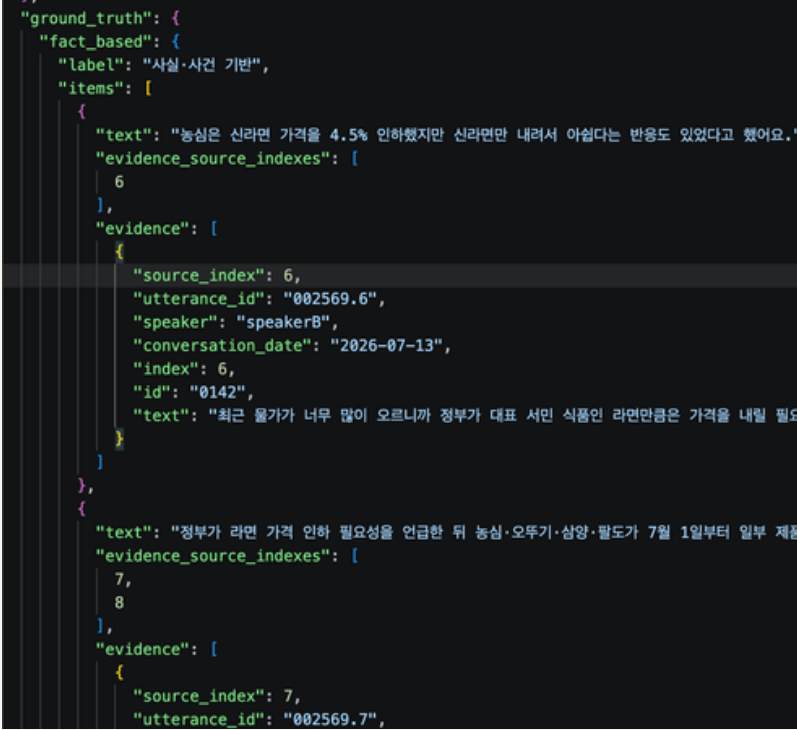 "ground_truth": {
"fact_based": {
"label": "사실·사건 기반",
"items": [
{
"text": "농심은 신라면 가격을 4.5% 인하했지만 신라면만 내려서 아쉽다는 반응도 있었다고 했어요."
"evidence_source_indexes": [
6
],
"evidence": [
{
"source_index": 6,
"utterance_id": "002569.6",
"speaker": "speakerB",
"conversation_date": "2026-07-13",
"index": 6,
"id": "0142",
"text": "최근 물가가 너무 많이 오르니까 정부가 대표 서민 식품인 라면만큼은 가격을 내릴 필요
}
]
},
{
"text": "정부가 라면 가격 인하 필요성을 언급한 뒤 농심·오뚜기·삼양·팔도가 7월 1일부터 일부 제품
"evidence_source_indexes": [
7,
8
],
"evidence": [
{
"source_index": 7,
"utterance_id": "002569.7",